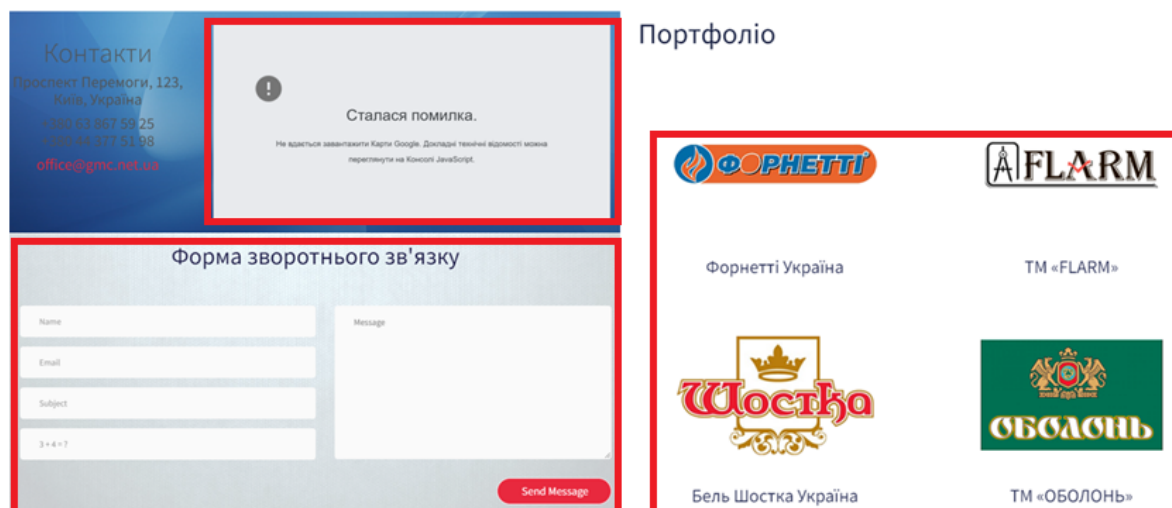 Контакти
Проспект Перемоги, 123,
Київ, Україна
+380 63 867 59 25
office@gmc.net.ua
Сталася помилка.
Не вдається завантажити Карти Google. Докладні технічні відомості можна
переглянути на Консолі JavaScript.
Форма зворотнього зв'язку
Name
Email
Subject
3 + 4 = ?
Message
Send Message
Портфоліо
ФОРНЕТТІ
FLARM
Форнетті Україна
ТМ «FLARM»
Шостка
ОБОЛОНЬ
Бель Шостка Україна
ТМ «ОБОЛОНЬ»